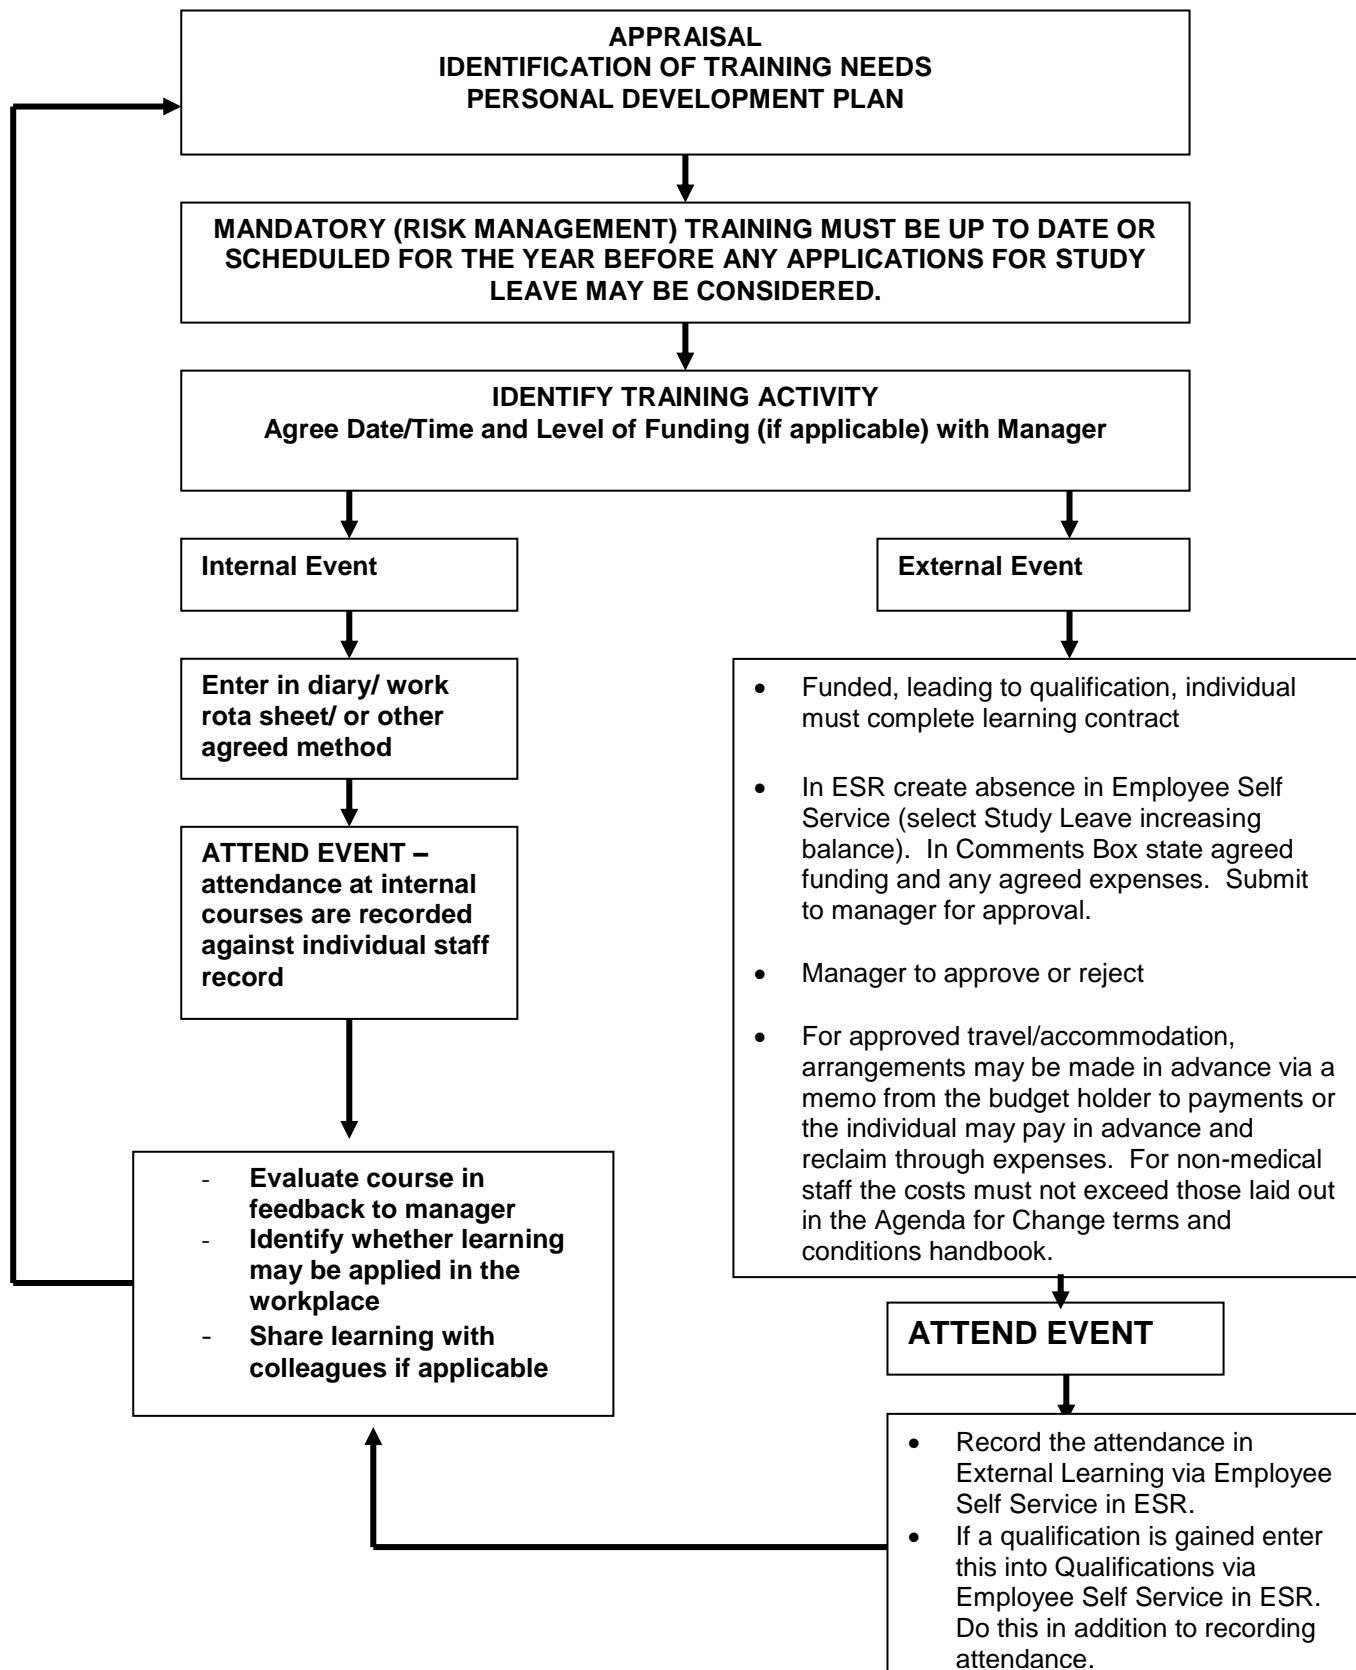 APPRAISAL
IDENTIFICATION OF TRAINING NEEDS
PERSONAL DEVELOPMENT PLAN
MANDATORY (RISK MANAGEMENT) TRAINING MUST BE UP TO DATE OR
SCHEDULED FOR THE YEAR BEFORE ANY APPLICATIONS FOR STUDY
LEAVE MAY BE CONSIDERED.
IDENTIFY TRAINING ACTIVITY
Agree Date/Time and Level of Funding (if applicable) with Manager
Internal Event
Enter in diary/ work
rota sheet/ or other
agreed method
ATTEND EVENT –
attendance at internal
courses are recorded
against individual staff
record
External Event
• Funded, leading to qualification, individual
must complete learning contract
• In ESR create absence in Employee Self
Service (select Study Leave increasing
balance). In Comments Box state agreed
funding and any agreed expenses. Submit
to manager for approval.
• Manager to approve or reject
• For approved travel/accommodation,
arrangements may be made in advance via a
memo from the budget holder to payments or
the individual may pay in advance and
reclaim through expenses. For non-medical
staff the costs must not exceed those laid out
in the Agenda for Change terms and
conditions handbook.
ATTEND EVENT
• Record the attendance in
External Learning via Employee
Self Service in ESR.
• If a qualification is gained enter
this into Qualifications via
Employee Self Service in ESR.
Do this in addition to recording
attendance.
- Evaluate course in
feedback to manager
- Identify whether learning
may be applied in the
workplace
- Share learning with
colleagues if applicable